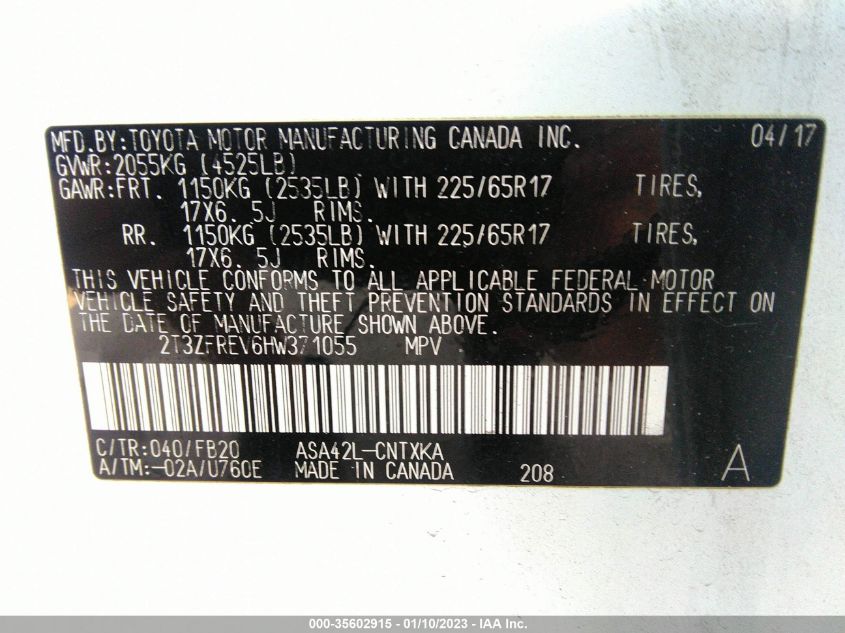 MFD.BY:TOYOTA MOTOR MANUFACTURING CANADA INC. 04/17
GVWR:2055KG (4525LB)
GAWR:FRT. 1150KG (2535LB) WITH 225/65R17 TIRES,
17X6. 5J RIMS.
RR. 1150KG (2535LB) WITH 225/65R17 TIRES,
17X6. 5J RIMS.
THIS VEHICLE CONFORMS TO ALL APPLICABLE FEDERAL MOTOR
VEHICLE SAFETY AND THEFT PREVENTION STANDARDS IN EFFECT ON
THE DATE OF MANUFACTURE SHOWN ABOVE.
2T3ZFREV6HW371055 MPV
C/TR:040/FB20 ASA42L-CNTXKA
A/TM:-02A/U760E MADE IN CANADA 208 A
000-35602915 - 01/10/2023 - IAA Inc.